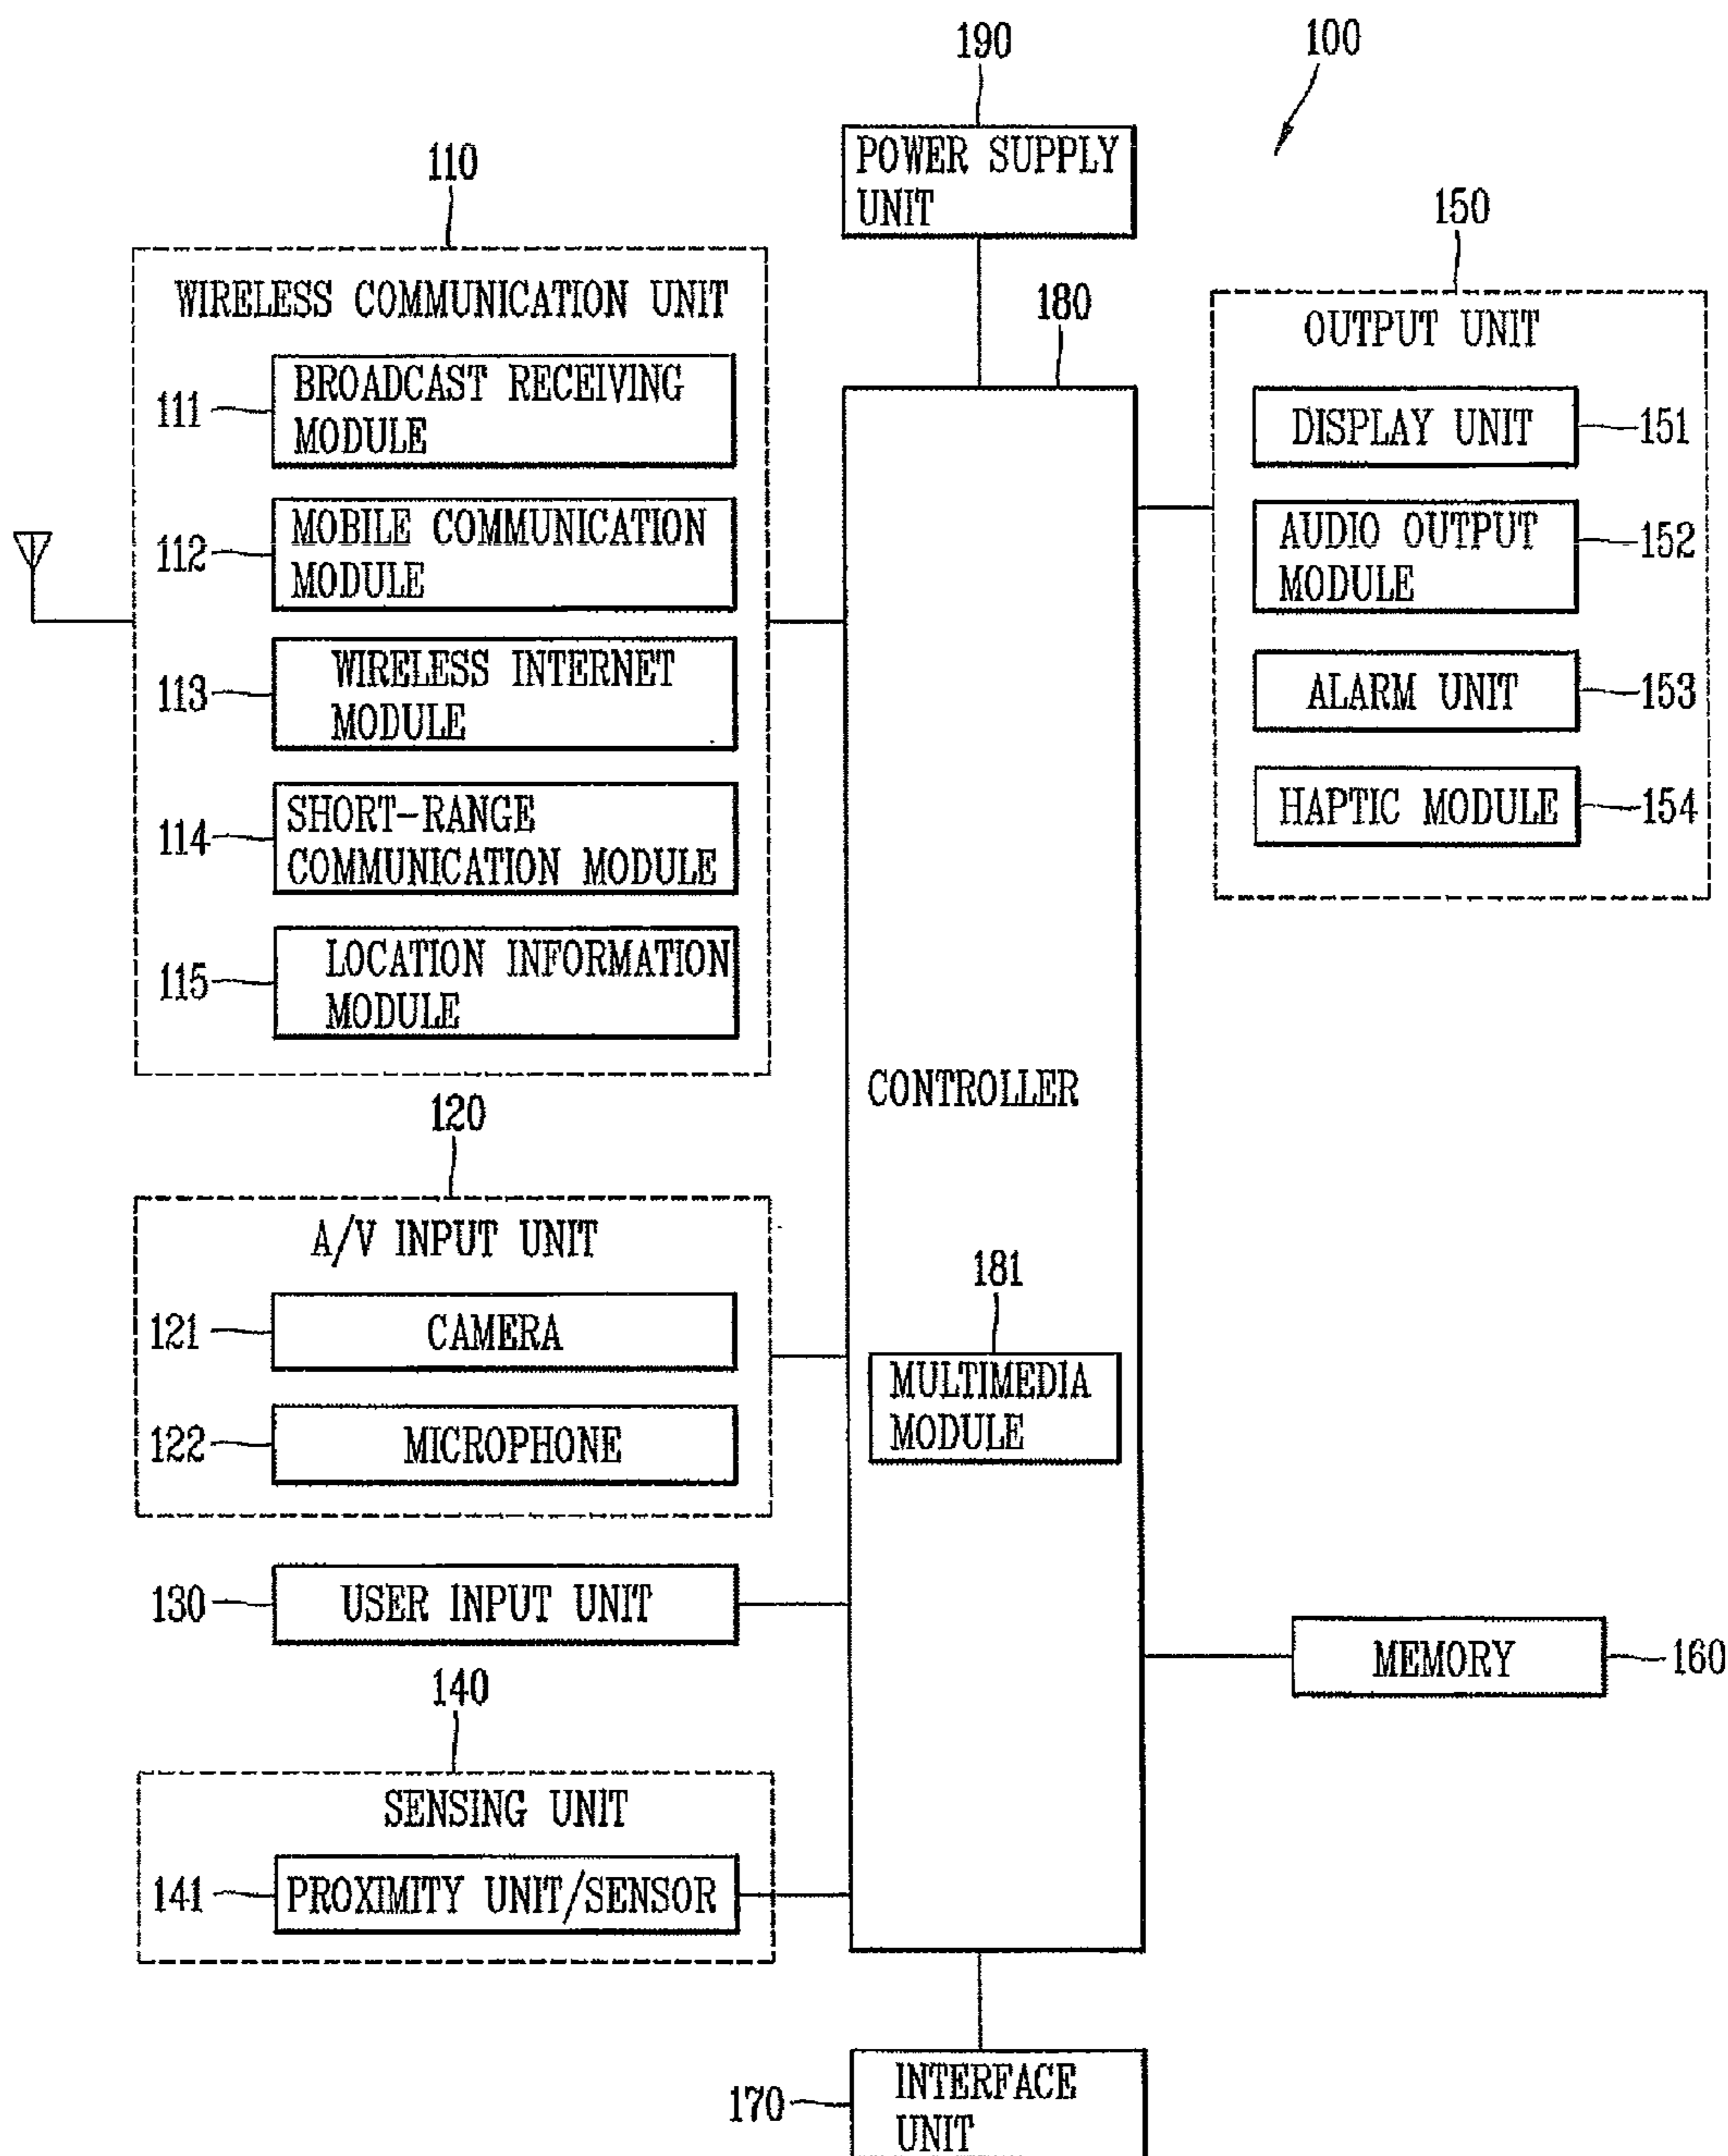 190
100
POWER SUPPLY
UNIT
110
WIRELESS COMMUNICATION UNIT
111
BROADCAST RECEIVING
MODULE
112
MOBILE COMMUNICATION
MODULE
113
WIRELESS INTERNET
MODULE
114
SHORT-RANGE
COMMUNICATION MODULE
115
LOCATION INFORMATION
MODULE
120
A/V INPUT UNIT
121
CAMERA
122
MICROPHONE
130
USER INPUT UNIT
140
SENSING UNIT
141
PROXIMITY UNIT/SENSOR
180
CONTROLLER
181
MULTIMEDIA
MODULE
150
OUTPUT UNIT
DISPLAY UNIT
151
AUDIO OUTPUT
MODULE
152
ALARM UNIT
153
HAPTIC MODULE
154
MEMORY
160
170
INTERFACE
UNIT